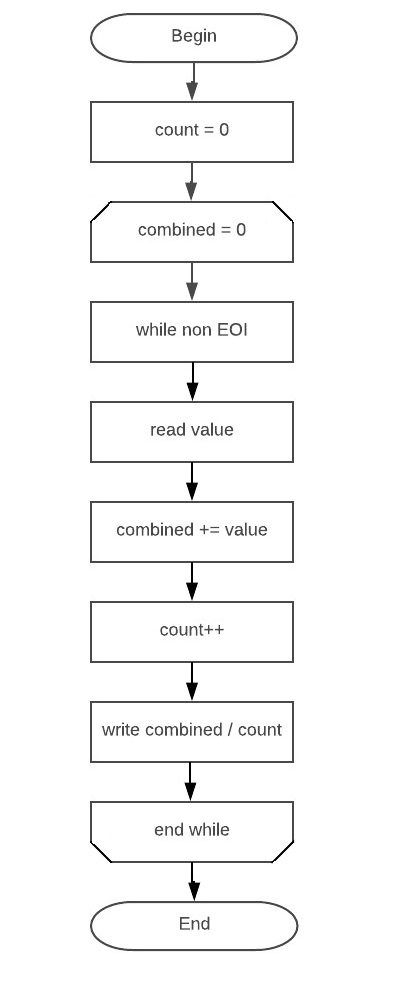 Begin
count = 0
combined = 0
while non EOI
read value
combined += value
count++
write combined / count
end while
End